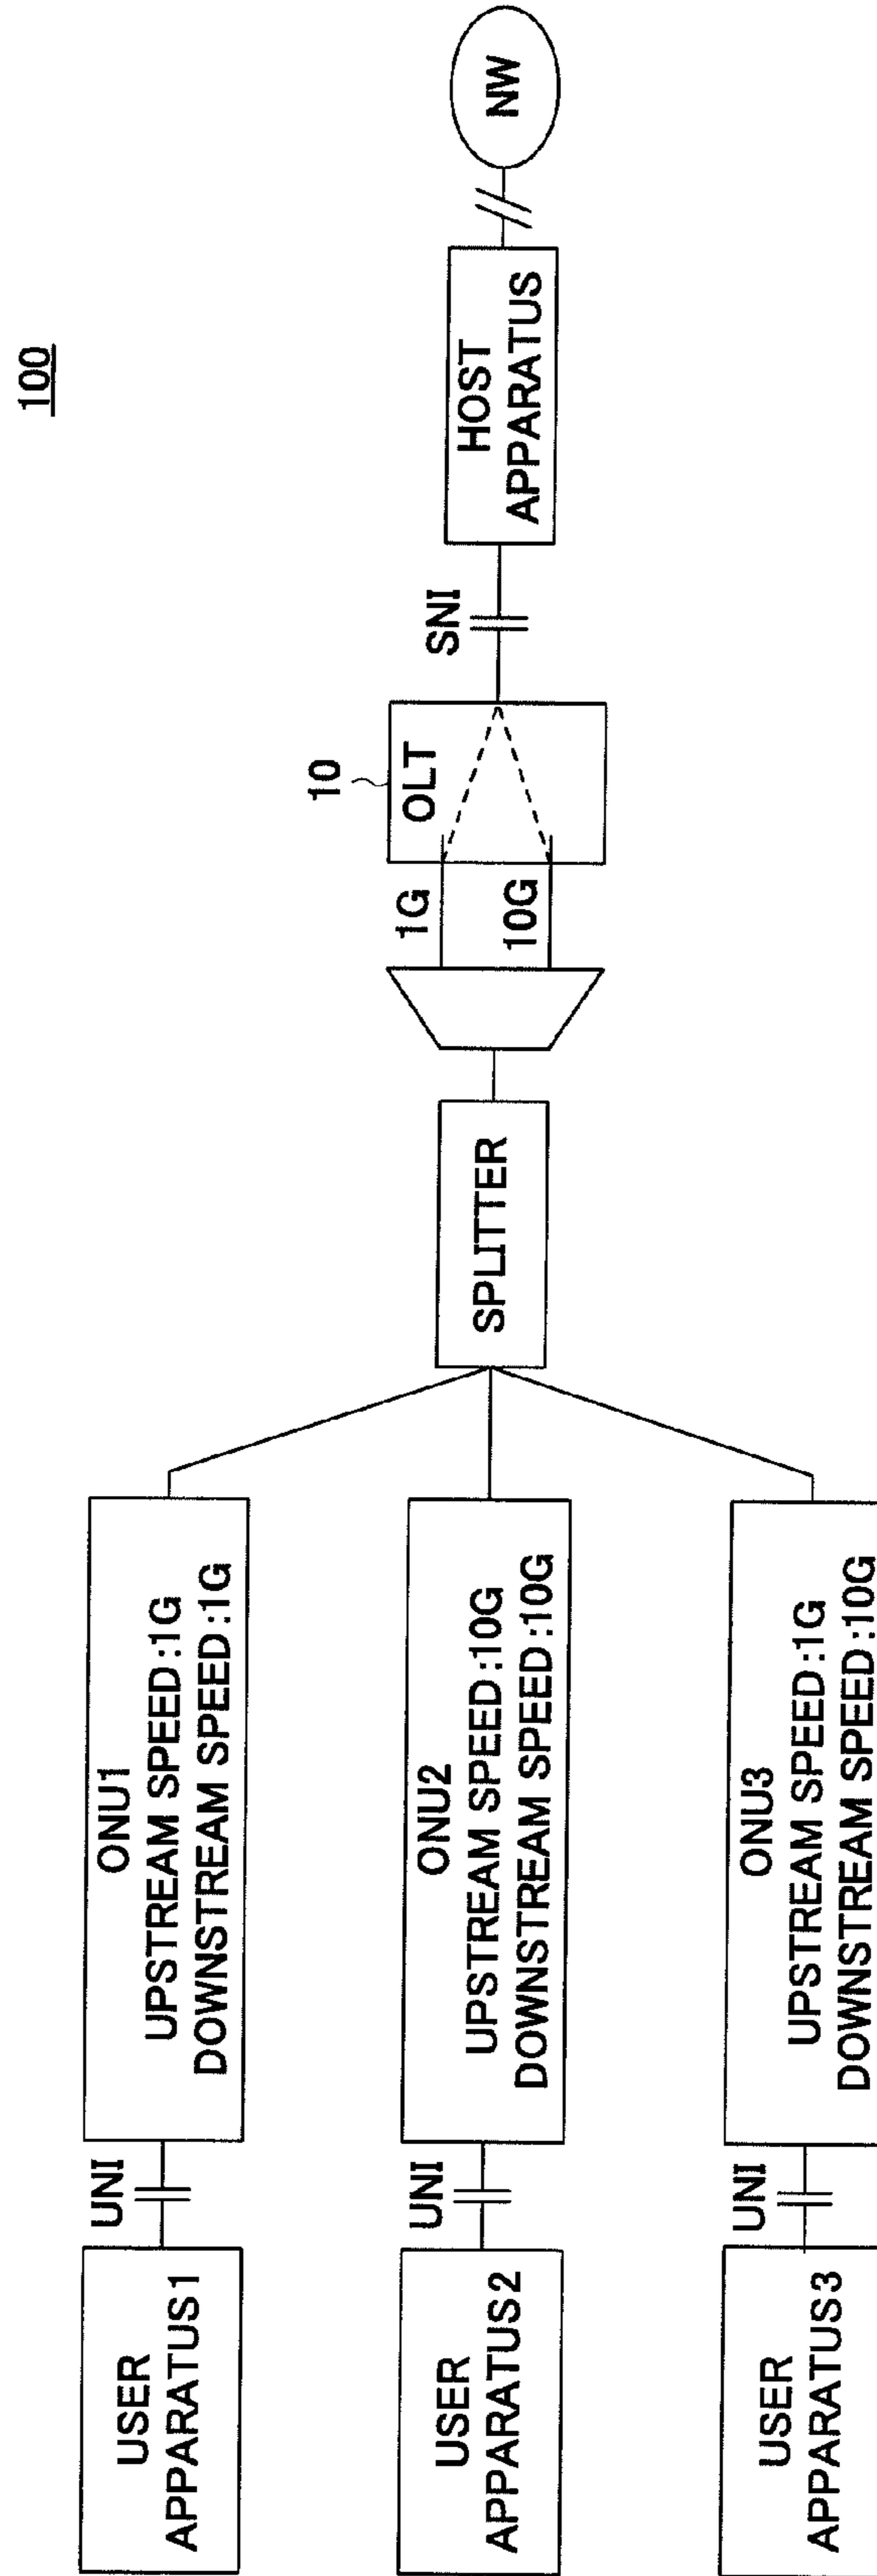 100
USER
APPARATUS1
UNI
ONU1
UPSTREAM SPEED:1G
DOWNSTREAM SPEED:1G
USER
APPARATUS2
UNI
ONU2
UPSTREAM SPEED:10G
DOWNSTREAM SPEED:10G
USER
APPARATUS3
UNI
ONU3
UPSTREAM SPEED:1G
DOWNSTREAM SPEED:10G
SPLITTER
1G
10G
10
OLT
SNI
HOST
APPARATUS
NW